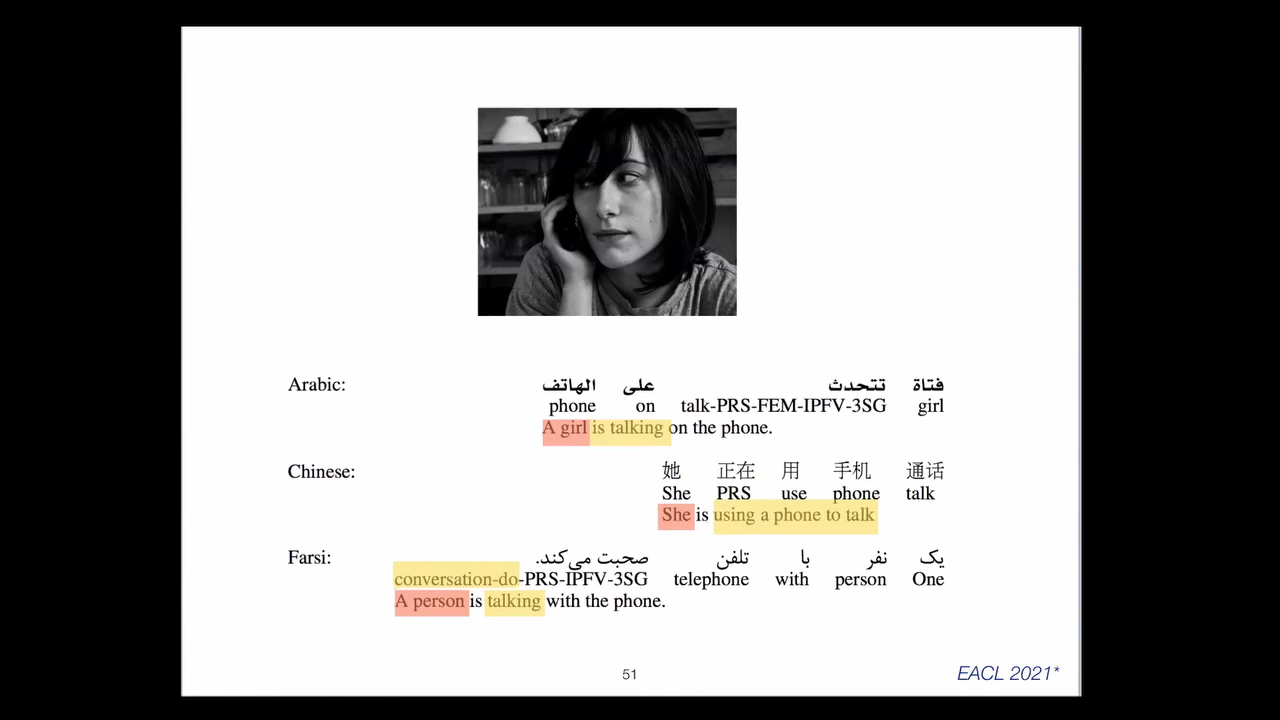 Arabic:
فتاة تتحدث على الهاتف
phone on talk-PRS-FEM-IPFV-3SG girl
A girl is talking on the phone.
Chinese:
她 正在 用 手机 通话
She PRS use phone talk
She is using a phone to talk
Farsi:
یک نفر با تلفن صحبت می‌کند.
conversation-do-PRS-IPFV-3SG telephone with person One
A person is talking with the phone.
51
EACL 2021*